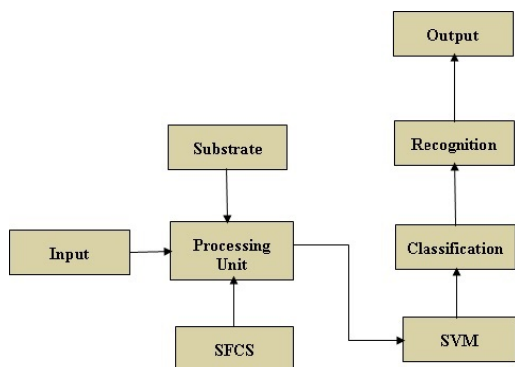 Output
Substrate
Recognition
Input
Processing
Unit
Classification
SFCS
SVM